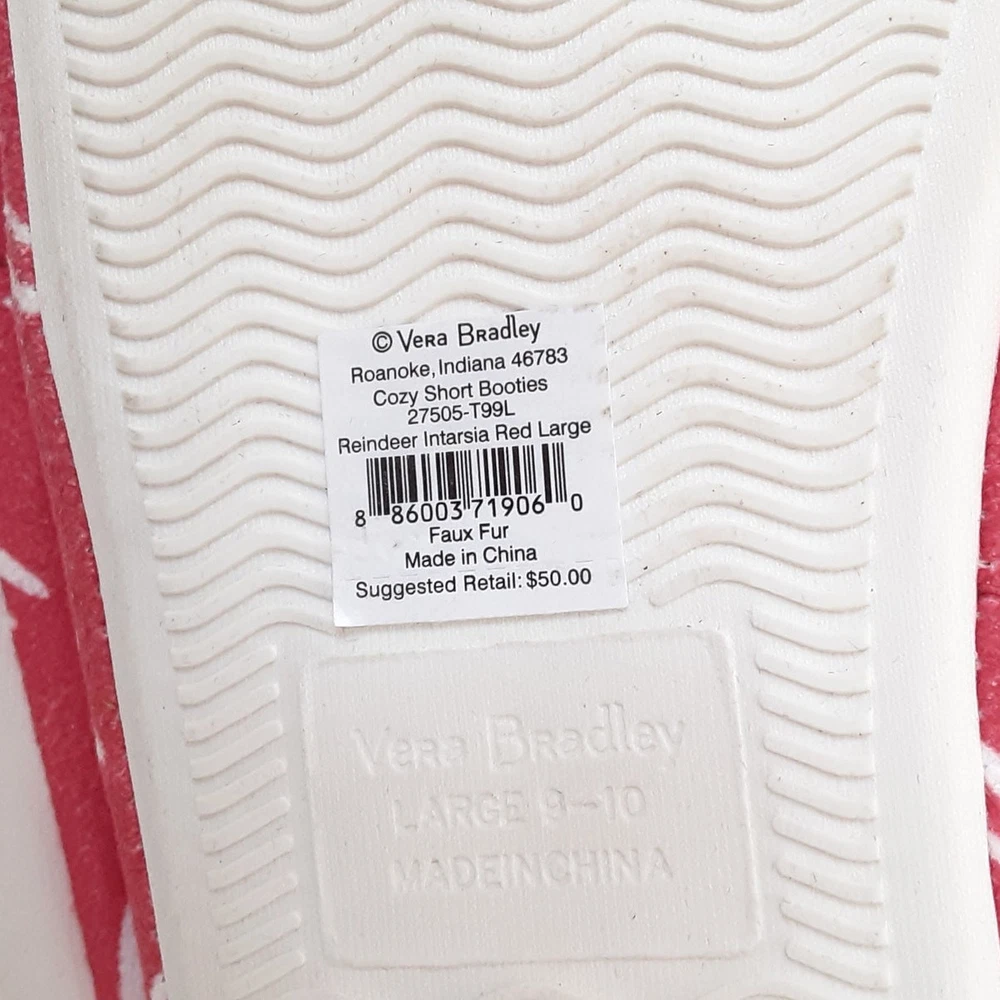 © Vera Bradley
Roanoke, Indiana 46783
Cozy Short Booties
27505-T99L
Reindeer Intarsia Red Large
8 86003 71906 0
Faux Fur
Made in China
Suggested Retail: $50.00
Vera Bradley
LARGE 9-10
MADEINCHINA